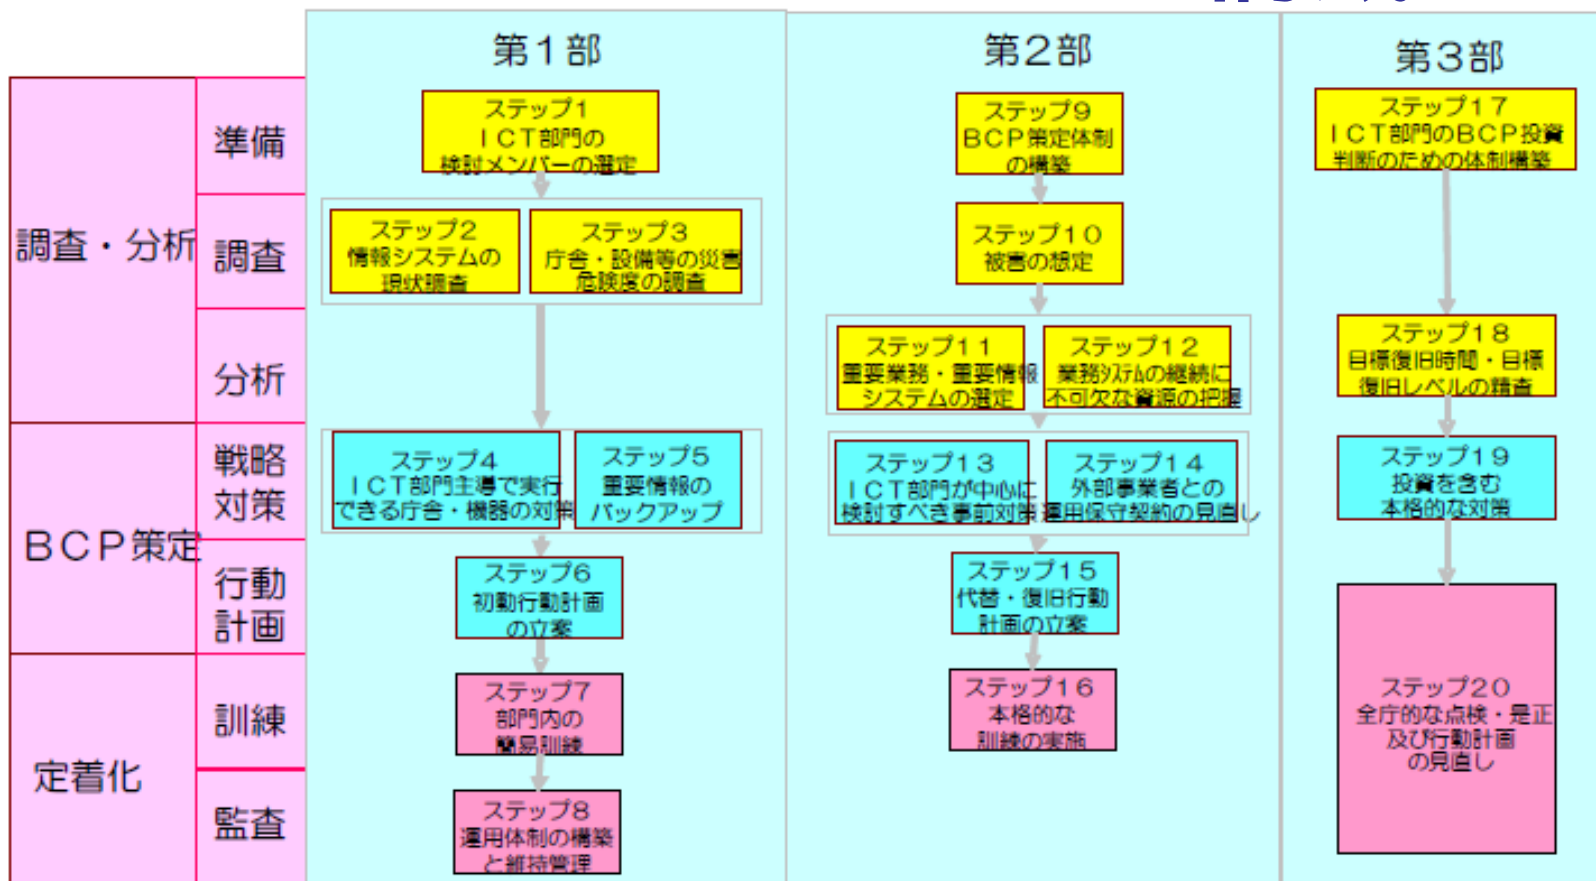 第１部
第２部
第３部
調査・分析
準備
調査
分析
ＢＣＰ策定
戦略
対策
行動
計画
定着化
訓練
監査
ステップ１
ＩＣＴ部門の
検討メンバーの選定
ステップ２
情報システムの
現状調査
ステップ３
庁舎・設備等の災害
危険度の調査
ステップ４
ＩＣＴ部門主導で実行
できる庁舎・機器の対策
ステップ５
重要情報の
バックアップ
ステップ６
初動行動計画
の立案
ステップ７
部門内の
簡易訓練
ステップ８
運用体制の構築
と維持管理
ステップ９
ＢＣＰ策定体制
の構築
ステップ１０
被害の想定
ステップ１１
重要業務・重要情報
システムの選定
ステップ１２
業務ｼｽﾃﾑの継続に
不可欠な資源の把握
ステップ１３
ＩＣＴ部門が中心に
検討すべき事前対策
ステップ１４
外部事業者との
運用保守契約の見直し
ステップ１５
代替・復旧行動
計画の立案
ステップ１６
本格的な
訓練の実施
ステップ１７
ＩＣＴ部門のＢＣＰ投資
判断のための体制構築
ステップ１８
目標復旧時間・目標
復旧レベルの精査
ステップ１９
投資を含む
本格的な対策
ステップ２０
全庁的な点検・是正
及び行動計画
の見直し